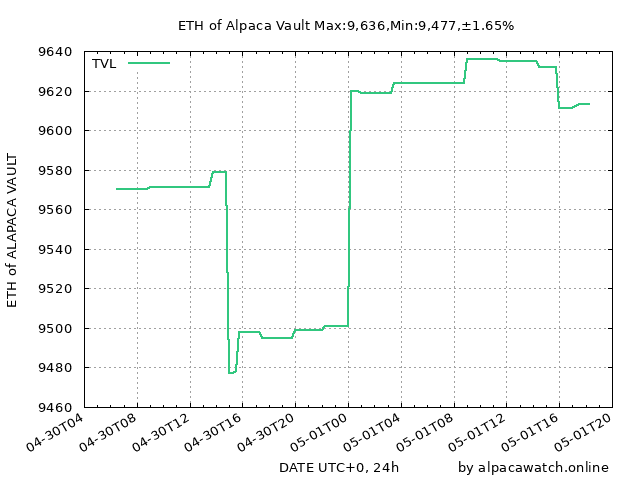 ETH of Alpaca Vault Max:9,636,Min:9,477,±1.65%
TVL
9640
9620
9600
9580
9560
9540
9520
9500
9480
9460
ETH of ALAPACA VAULT
04-30T04
04-30T08
04-30T12
04-30T16
04-30T20
05-01T00
05-01T04
05-01T08
05-01T12
05-01T16
05-01T20
DATE UTC+0, 24h
by alpacawatch.online